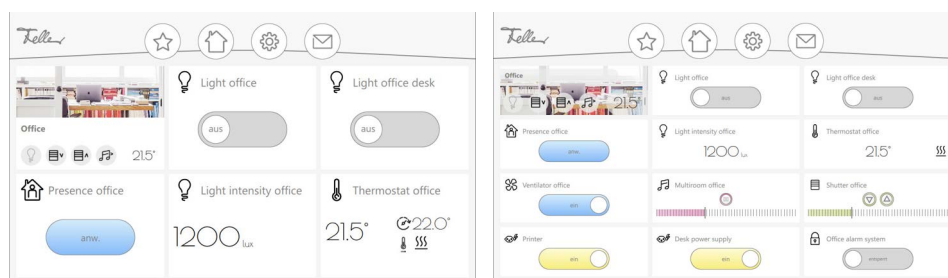 Feller
Light office
Light office desk
aus
aus
Office
21.5°
Presence office
Light intensity office
Thermostat office
anw.
1200 lux
21.5°
22.0°
Feller
Office
21.5°
Light office
Light office desk
aus
aus
Presence office
Light intensity office
Thermostat office
anw.
1200 lux
21.5°
Ventilator office
Multiroom office
Shutter office
ein
Printer
Desk power supply
Office alarm system
ein
ein